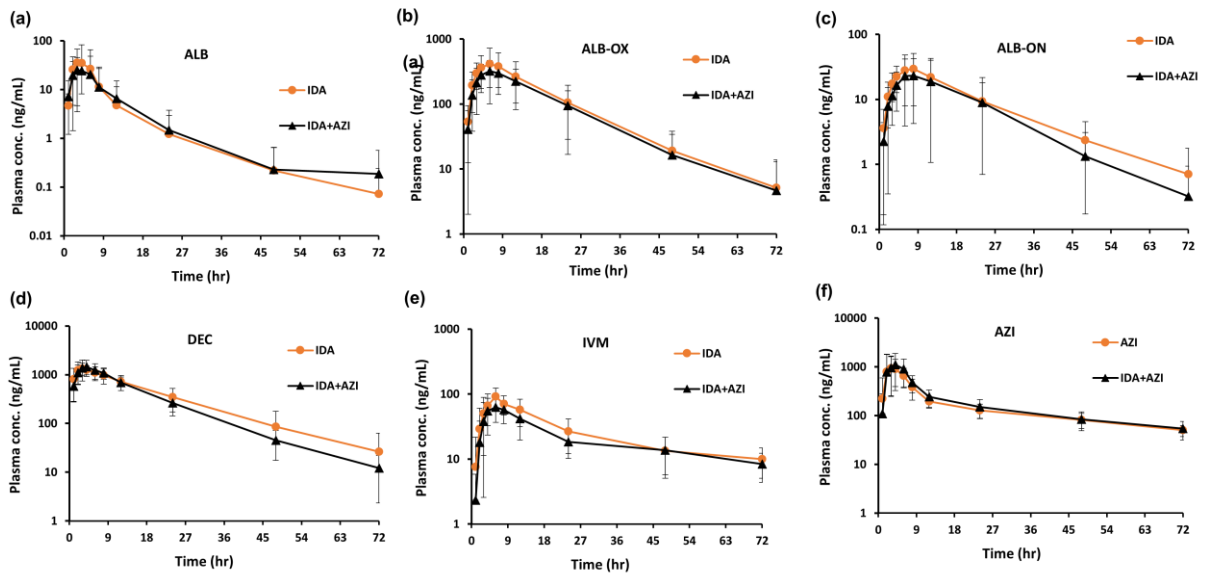 (a)
ALB
Plasma conc. (ng/mL)
100
10
1
0.1
0.01
0 9 18 27 36 45 54 63 72
Time (hr)
IDA
IDA+AZI
(b)
(a)
ALB-OX
Plasma conc. (ng/mL)
1000
100
10
1
0 9 18 27 36 45 54 63 72
Time (hr)
IDA
IDA+AZI
(c)
ALB-ON
Plasma conc. (ng/mL)
100
10
1
0.1
0 9 18 27 36 45 54 63 72
Time (hr)
IDA
IDA+AZI
(d)
DEC
Plasma conc. (ng/mL)
10000
1000
100
10
1
0 9 18 27 36 45 54 63 72
Time (hr)
IDA
IDA+AZI
(e)
IVM
Plasma conc. (ng/mL)
1000
100
10
1
0 9 18 27 36 45 54 63 72
Time (hr)
IDA
IDA+AZI
(f)
AZI
Plasma conc. (ng/mL)
10000
1000
100
10
1
0 9 18 27 36 45 54 63 72
Time (hr)
AZI
IDA+AZI